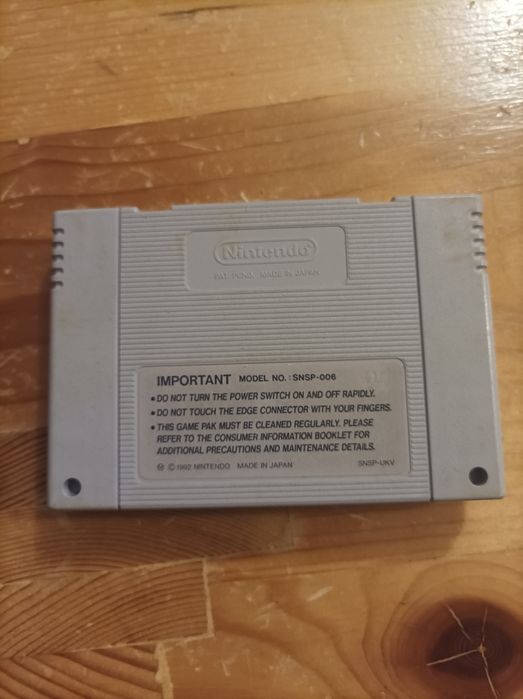 Nintendo
PAT. PEND. MADE IN JAPAN
IMPORTANT MODEL NO. : SNSP-006
• DO NOT TURN THE POWER SWITCH ON AND OFF RAPIDLY.
• DO NOT TOUCH THE EDGE CONNECTOR WITH YOUR FINGERS.
• THIS GAME PAK MUST BE CLEANED REGULARLY. PLEASE
REFER TO THE CONSUMER INFORMATION BOOKLET FOR
ADDITIONAL PRECAUTIONS AND MAINTENANCE DETAILS.
Ⓜ © 1992 NINTENDO MADE IN JAPAN SNSP-UKV